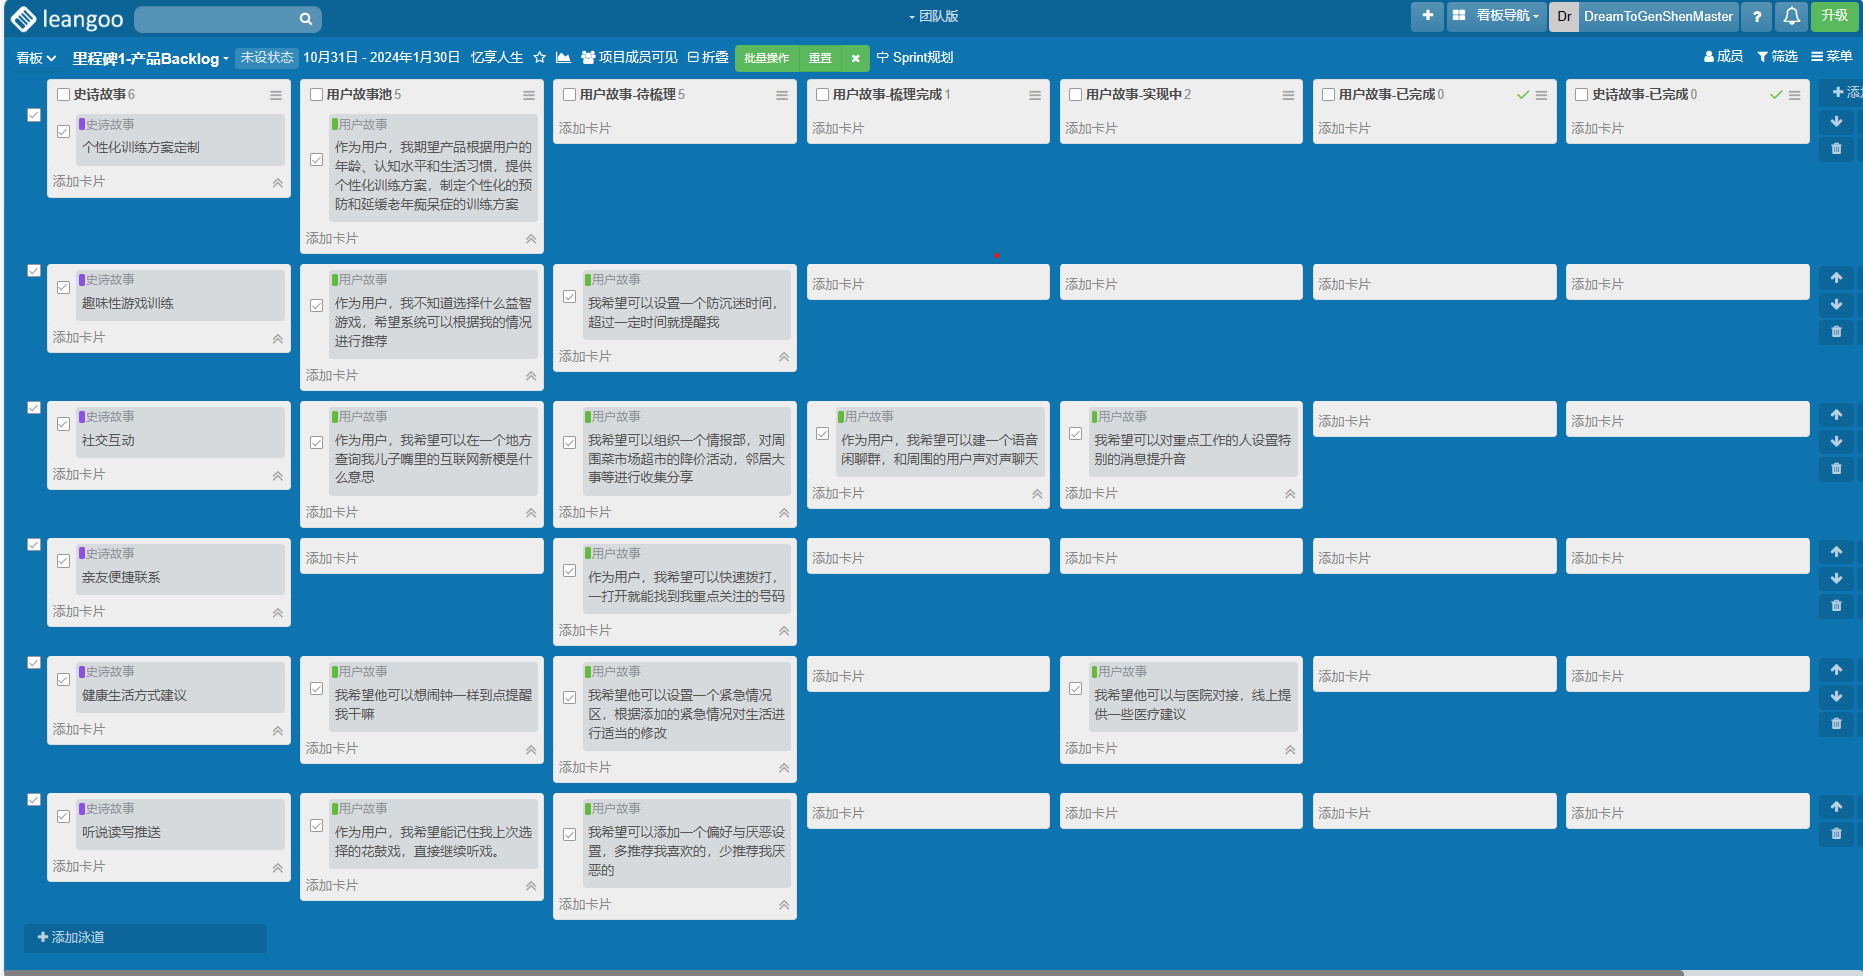 leangoo
团队版
看板导航
Dr
DreamToGenShenMaster
?
升级
看板
里程碑1-产品Backlog
未设状态
10月31日 - 2024年1月30日
忆享人生
项目成员可见
折叠
批量操作
重置
Sprint规划
成员
筛选
菜单
史诗故事 6
用户故事池 5
用户故事-待梳理 5
用户故事-梳理完成 1
用户故事-实现中 2
用户故事-已完成 0
史诗故事-已完成 0
史诗故事
个性化训练方案定制
添加卡片
用户故事
作为用户，我期望产品根据用户的
年龄、认知水平和生活习惯，提供
个性化训练方案，制定个性化的预
防和延缓老年痴呆症的训练方案
添加卡片
添加卡片
添加卡片
添加卡片
添加卡片
添加卡片
史诗故事
趣味性游戏训练
添加卡片
用户故事
作为用户，我不知道选择什么益智
游戏，希望系统可以根据我的情况
进行推荐
添加卡片
用户故事
我希望可以设置一个防沉迷时间，
超过一定时间就提醒我
添加卡片
添加卡片
添加卡片
添加卡片
添加卡片
史诗故事
社交互动
添加卡片
用户故事
作为用户，我希望可以在一个地方
查询我儿子嘴里的互联网新梗是什
么意思
添加卡片
用户故事
我希望可以组织一个情报部，对周
围菜市场超市的降价活动，邻居大
事等进行收集分享
添加卡片
用户故事
作为用户，我希望可以建一个语音
闲聊群，和周围的用户声对声聊天
添加卡片
用户故事
我希望可以对重点工作的人设置特
别的消息提升音
添加卡片
添加卡片
添加卡片
史诗故事
亲友便捷联系
添加卡片
添加卡片
用户故事
作为用户，我希望可以快速拨打，
一打开就能找到我重点关注的号码
添加卡片
添加卡片
添加卡片
添加卡片
添加卡片
史诗故事
健康生活方式建议
添加卡片
用户故事
我希望他可以想闹钟一样到点提醒
我干嘛
添加卡片
用户故事
我希望他可以设置一个紧急情况
区，根据添加的紧急情况对生活进
行适当的修改
添加卡片
添加卡片
用户故事
我希望他可以与医院对接，线上提
供一些医疗建议
添加卡片
添加卡片
添加卡片
史诗故事
听说读写推送
添加卡片
用户故事
作为用户，我希望能记住我上次选
择的花鼓戏，直接继续听戏。
添加卡片
用户故事
我希望可以添加一个偏好与厌恶设
置，多推荐我喜欢的，少推荐我厌
恶的
添加卡片
添加卡片
添加卡片
添加卡片
添加卡片
添加泳道